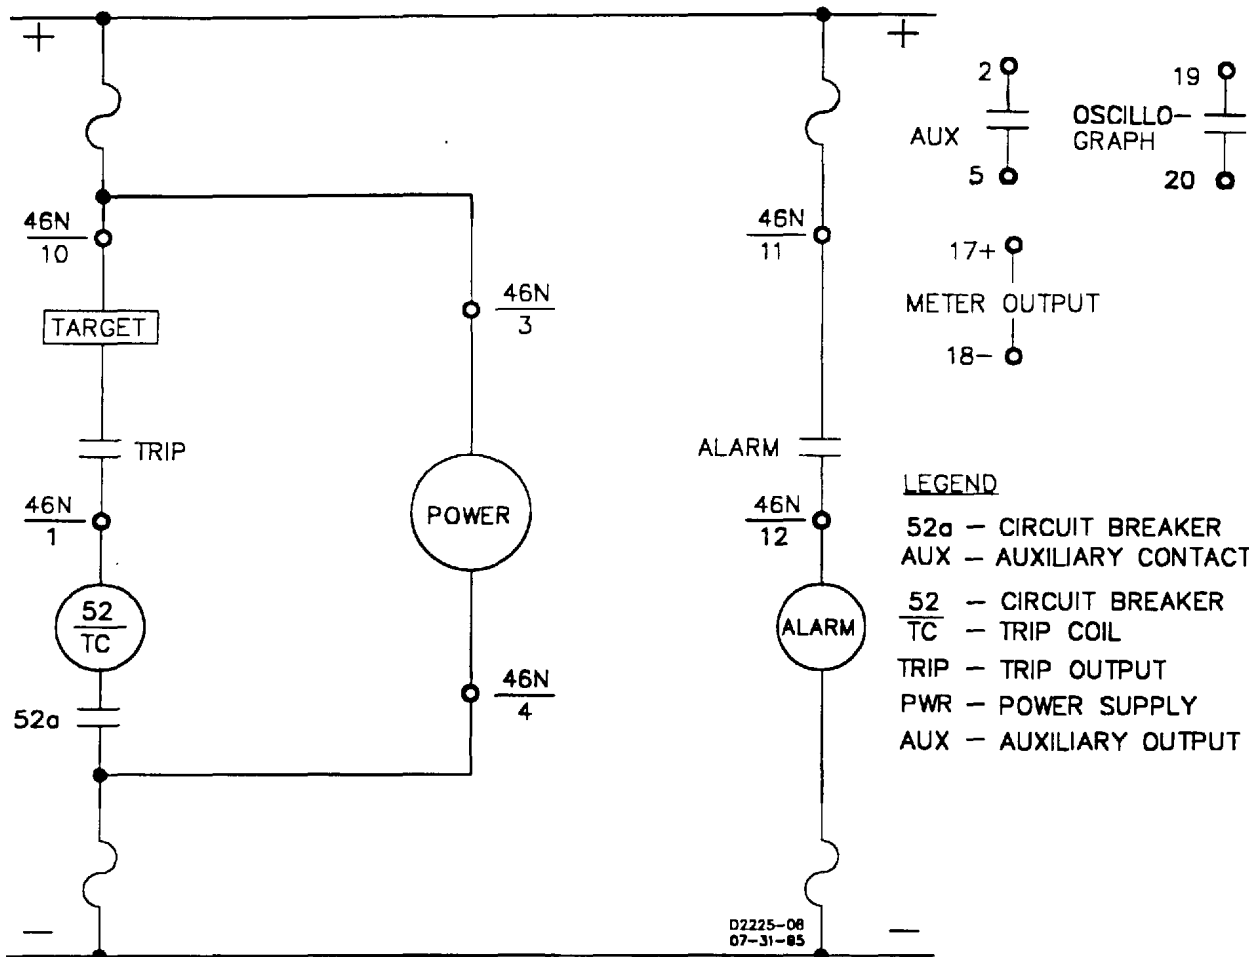 +
+
2
19
AUX
OSCILLO-
GRAPH
5
20
46N
10
46N
11
17+
METER OUTPUT
18-
46N
3
TARGET
TRIP
ALARM
POWER
46N
1
46N
12
52
TC
ALARM
52a
46N
4
LEGEND
52a – CIRCUIT BREAKER
AUX – AUXILIARY CONTACT
52 – CIRCUIT BREAKER
TC – TRIP COIL
TRIP – TRIP OUTPUT
PWR – POWER SUPPLY
AUX – AUXILIARY OUTPUT
–
D2225-06
07-31-85
–